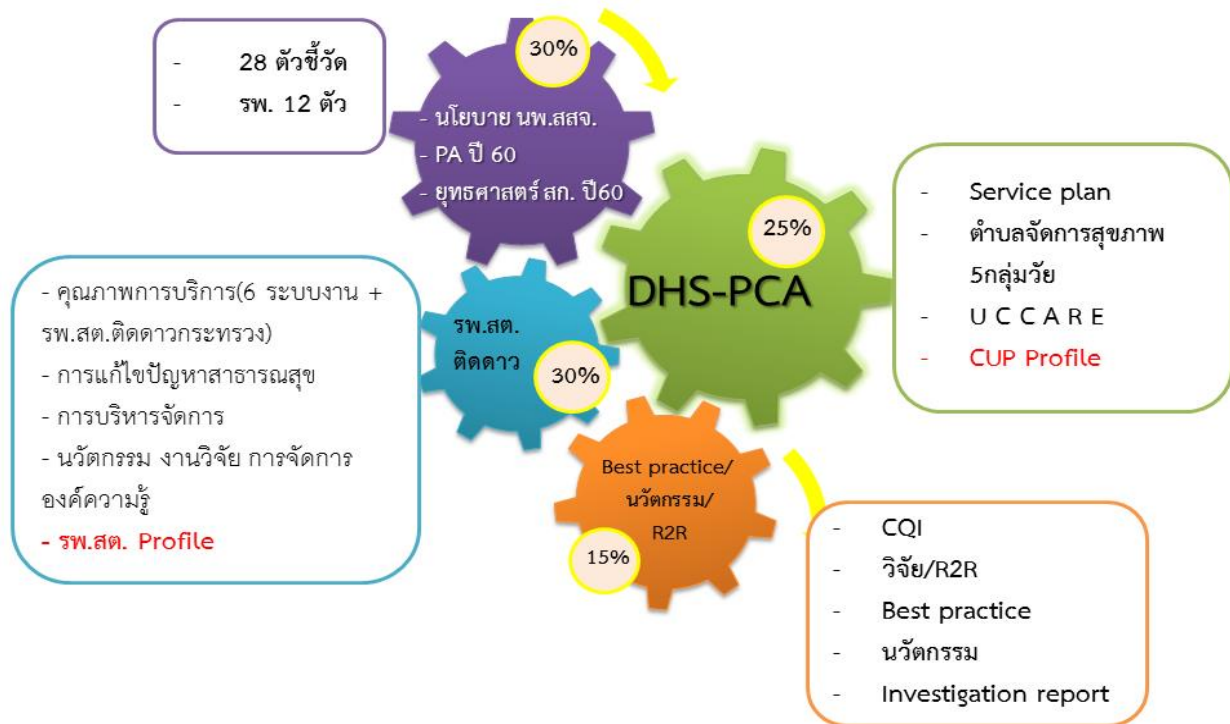 - 28 ตัวชี้วัด
- รพ. 12 ตัว
30%
- นโยบาย นพ.สสจ.
- PA ปี 60
- ยุทธศาสตร์ สก. ปี60
25%
DHS-PCA
- Service plan
- ตำบลจัดการสุขภาพ
5กลุ่มวัย
- U C C A R E
- CUP Profile
- คุณภาพการบริการ(6 ระบบงาน +
รพ.สต.ติดดาวกระทรวง)
- การแก้ไขปัญหาสาธารณสุข
- การบริหารจัดการ
- นวัตกรรม งานวิจัย การจัดการ
องค์ความรู้
- รพ.สต. Profile
รพ.สต.
ติดดาว
30%
Best practice/
นวัตกรรม/
R2R
15%
- CQI
- วิจัย/R2R
- Best practice
- นวัตกรรม
- Investigation report